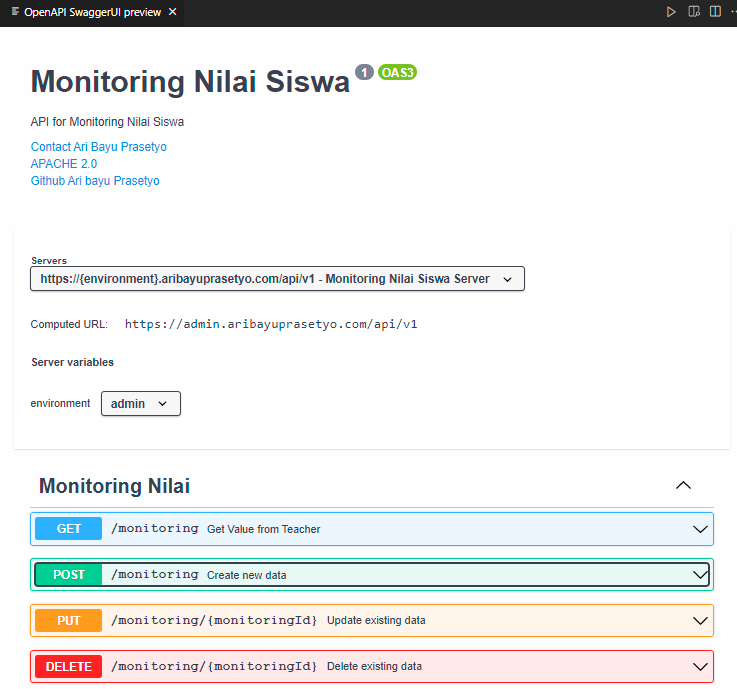 OpenAPI SwaggerUI preview
Monitoring Nilai Siswa 1 OAS3
API for Monitoring Nilai Siswa
Contact Ari Bayu Prasetyo
APACHE 2.0
Github Ari bayu Prasetyo
Servers
https://{environment}.aribayuprasetyo.com/api/v1 - Monitoring Nilai Siswa Server
Computed URL: https://admin.aribayuprasetyo.com/api/v1
Server variables
environment admin
Monitoring Nilai
GET /monitoring Get Value from Teacher
POST /monitoring Create new data
PUT /monitoring/{monitoringId} Update existing data
DELETE /monitoring/{monitoringId} Delete existing data